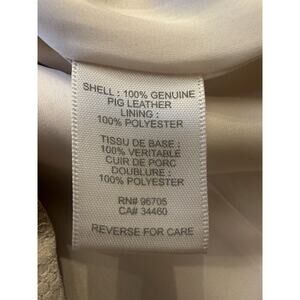 SHELL : 100% GENUINE
PIG LEATHER
LINING :
100% POLYESTER
TISSU DE BASE :
100% VERITABLE
CUIR DE PORC
DOUBLURE :
100% POLYESTER
RN# 96705
CA# 34460
REVERSE FOR CARE